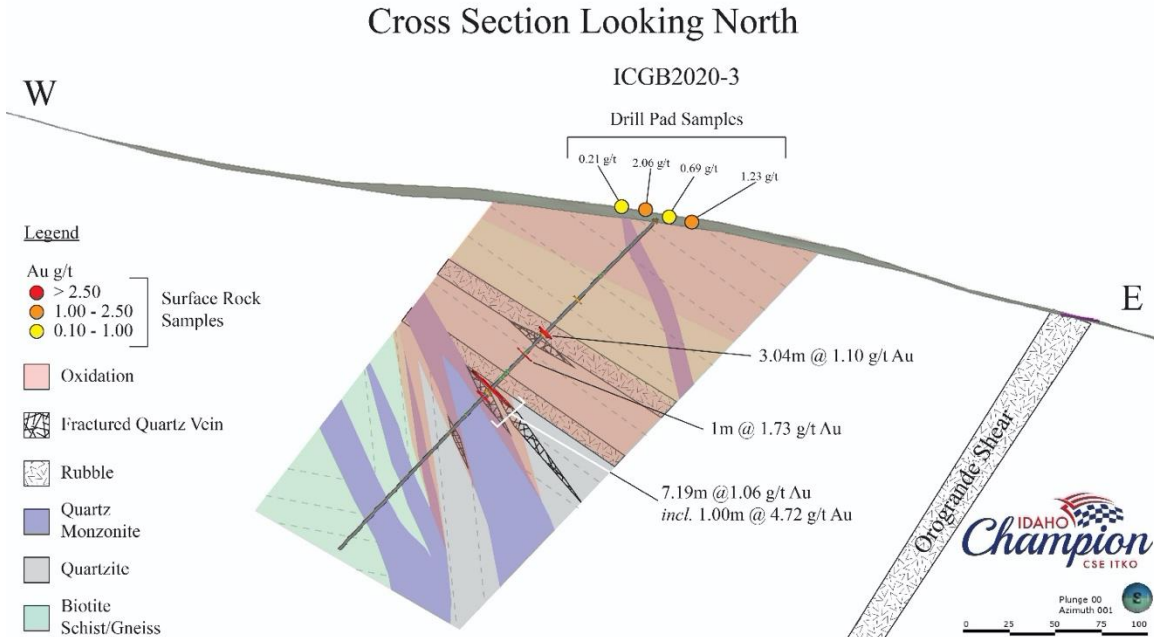 Cross Section Looking North
ICGB2020-3
W
Drill Pad Samples
0.21 g/t
2.06 g/t
0.69 g/t
1.23 g/t
E
Legend
Au g/t
> 2.50
1.00 - 2.50
0.10 - 1.00
Surface Rock
Samples
Oxidation
Fractured Quartz Vein
Rubble
Quartz
Monzonite
Quartzite
Biotite
Schist/Gneiss
3.04m @ 1.10 g/t Au
1m @ 1.73 g/t Au
7.19m @1.06 g/t Au
incl. 1.00m @ 4.72 g/t Au
Orogrande Shear
IDAHO
Champion
CSE ITKO
Plunge 00
Azimuth 001
0 25 50 75 100